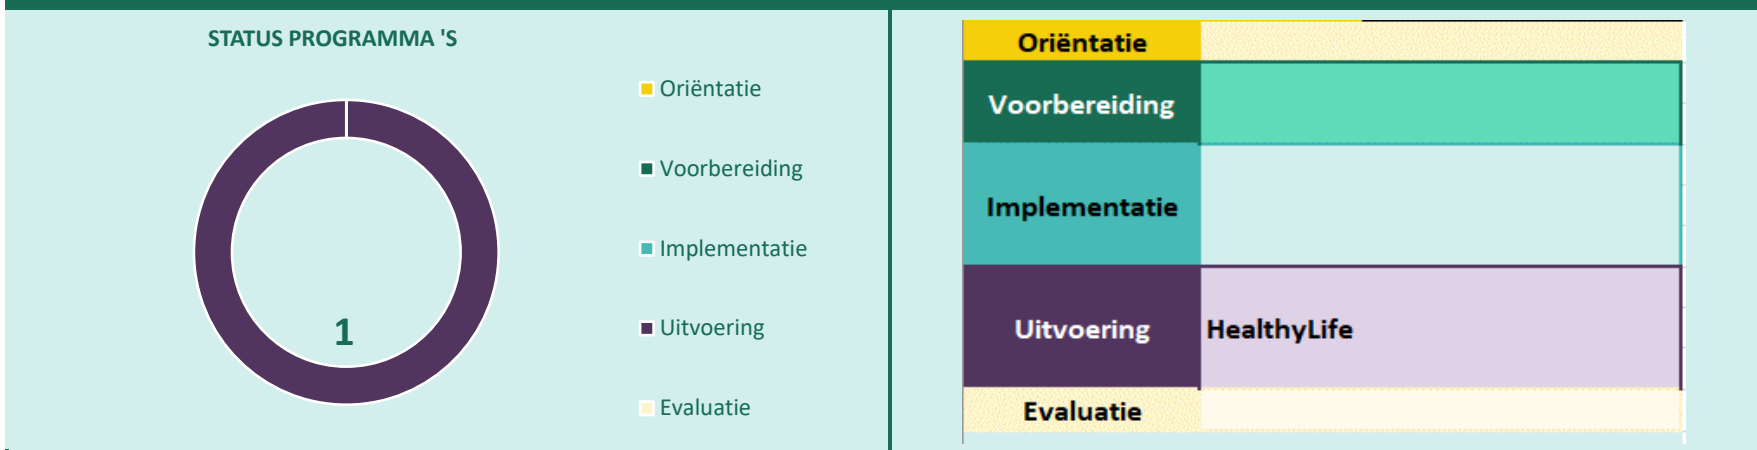 STATUS PROGRAMMA 'S
Oriëntatie
Voorbereiding
Implementatie
Uitvoering
Evaluatie
1
Oriëntatie
Voorbereiding
Implementatie
Uitvoering HealthyLife
Evaluatie